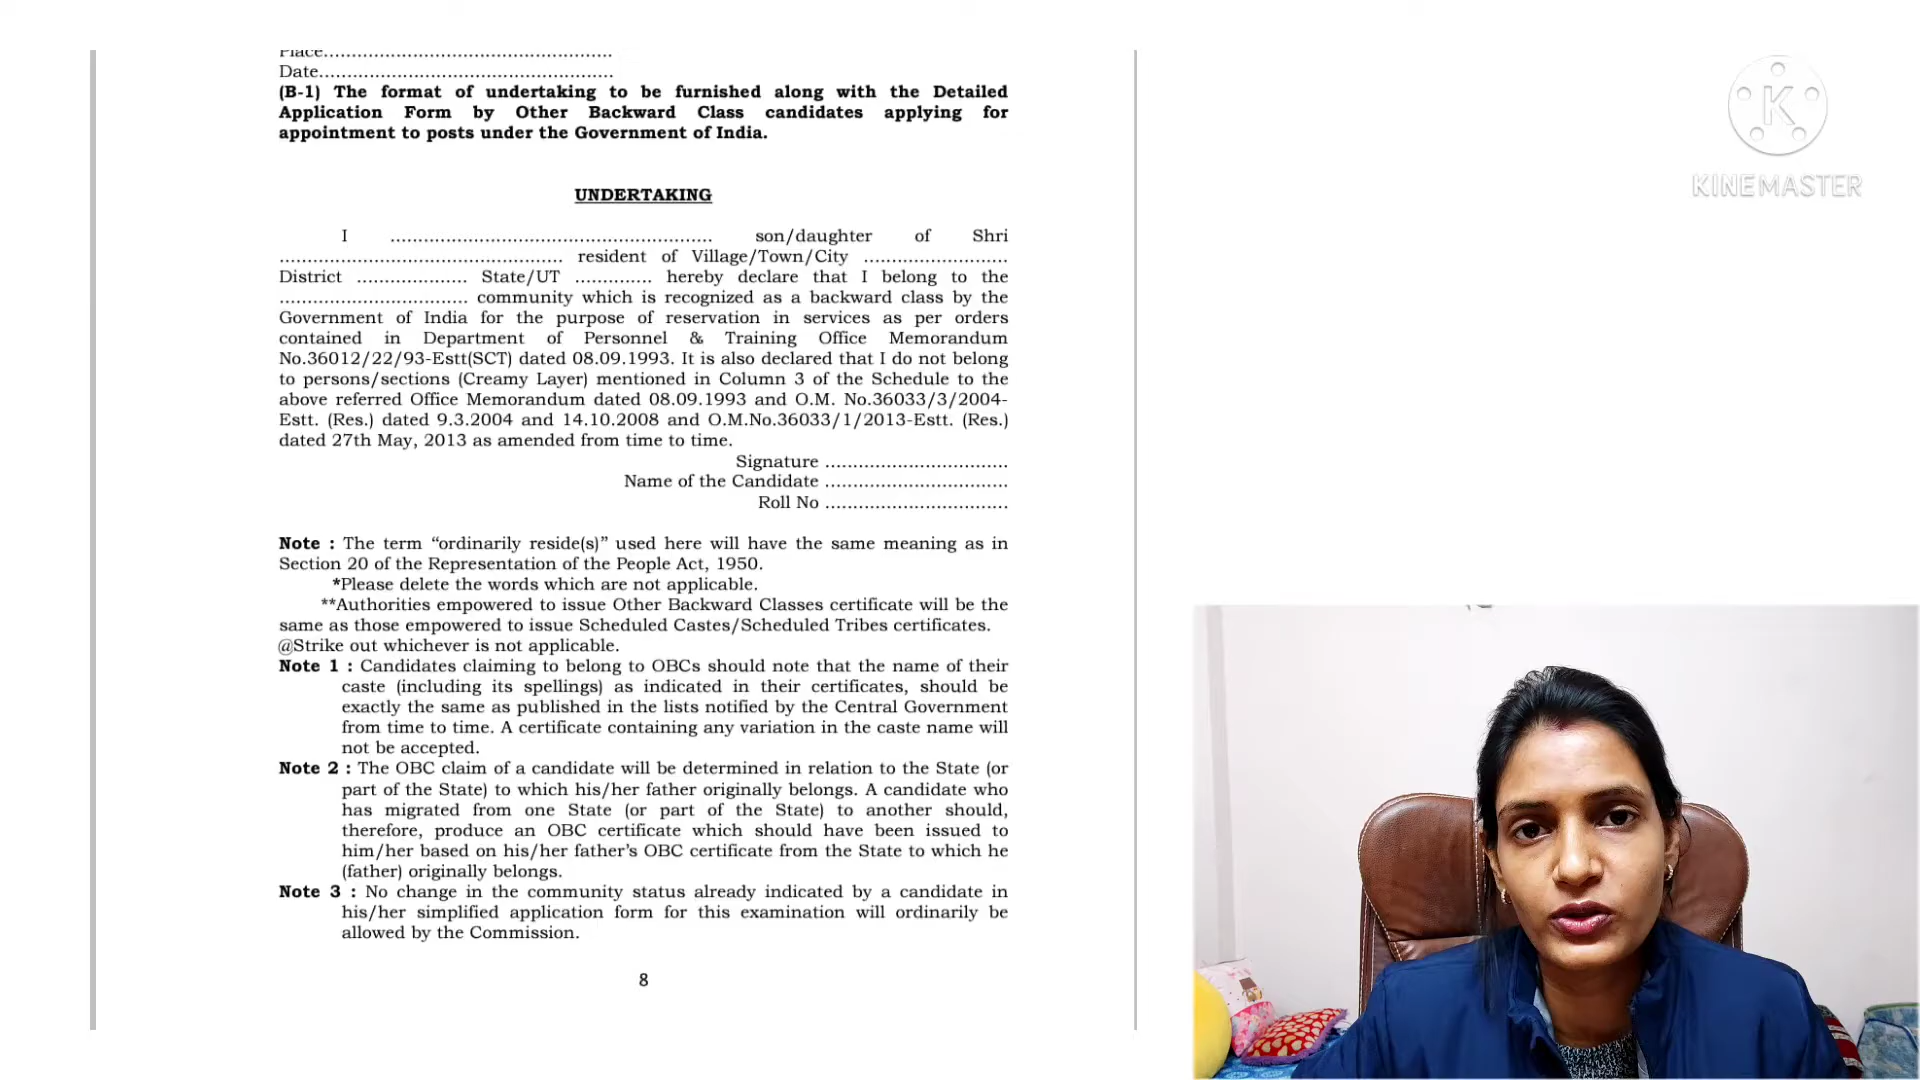 Place....................................................
Date.....................................................
(B-1) The format of undertaking to be furnished along with the Detailed
Application Form by Other Backward Class candidates applying for
appointment to posts under the Government of India.
UNDERTAKING
I .......................................................... son/daughter of Shri
................................................... resident of Village/Town/City ..........................
District .................... State/UT .............. hereby declare that I belong to the
.................................. community which is recognized as a backward class by the
Government of India for the purpose of reservation in services as per orders
contained in Department of Personnel & Training Office Memorandum
No.36012/22/93-Estt(SCT) dated 08.09.1993. It is also declared that I do not belong
to persons/sections (Creamy Layer) mentioned in Column 3 of the Schedule to the
above referred Office Memorandum dated 08.09.1993 and O.M. No.36033/3/2004-
Estt. (Res.) dated 9.3.2004 and 14.10.2008 and O.M.No.36033/1/2013-Estt. (Res.)
dated 27th May, 2013 as amended from time to time.
Signature .................................
Name of the Candidate .................................
Roll No .................................
Note : The term “ordinarily reside(s)” used here will have the same meaning as in
Section 20 of the Representation of the People Act, 1950.
*Please delete the words which are not applicable.
**Authorities empowered to issue Other Backward Classes certificate will be the
same as those empowered to issue Scheduled Castes/Scheduled Tribes certificates.
@Strike out whichever is not applicable.
Note 1 : Candidates claiming to belong to OBCs should note that the name of their
caste (including its spellings) as indicated in their certificates, should be
exactly the same as published in the lists notified by the Central Government
from time to time. A certificate containing any variation in the caste name will
not be accepted.
Note 2 : The OBC claim of a candidate will be determined in relation to the State (or
part of the State) to which his/her father originally belongs. A candidate who
has migrated from one State (or part of the State) to another should,
therefore, produce an OBC certificate which should have been issued to
him/her based on his/her father’s OBC certificate from the State to which he
(father) originally belongs.
Note 3 : No change in the community status already indicated by a candidate in
his/her simplified application form for this examination will ordinarily be
allowed by the Commission.
8
K
KINEMASTER